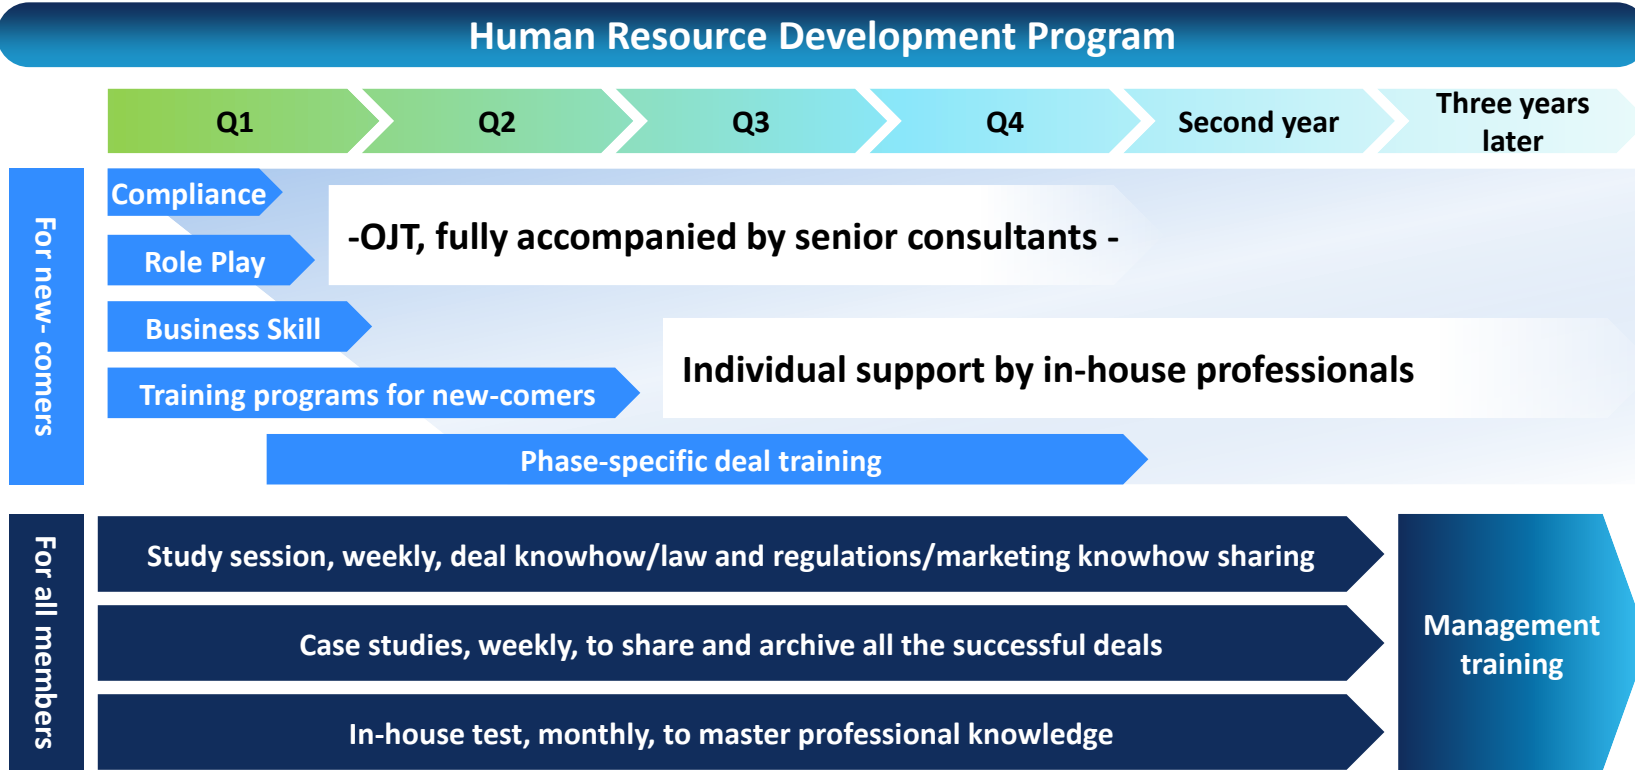 Human Resource Development Program
Q1
Q2
Q3
Q4
Second year
Three years
later
For new- comers
Compliance
Role Play
Business Skill
Training programs for new-comers
Phase-specific deal training
-OJT, fully accompanied by senior consultants -
Individual support by in-house professionals
For all members
Study session, weekly, deal knowhow/law and regulations/marketing knowhow sharing
Case studies, weekly, to share and archive all the successful deals
In-house test, monthly, to master professional knowledge
Management
training